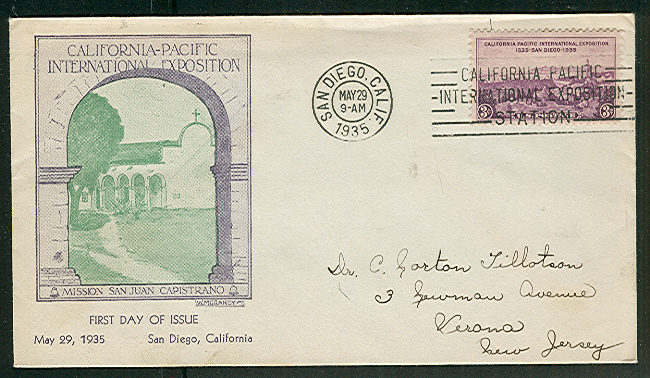 CALIFORNIA-PACIFIC
INTERNATIONAL EXPOSITION
MISSION SAN JUAN CAPISTRANO
FIRST DAY OF ISSUE
May 29, 1935 San Diego, California
SAN DIEGO, CALIF.
MAY 29
9-AM
1935
CALIFORNIA PACIFIC INTERNATIONAL EXPOSITION
1535-SAN DIEGO-1935
3 3
CALIFORNIA PACIFIC
INTERNATIONAL EXPOSITION
STATION
Dr. C. Gorton Tillotson
3 Newman Avenue
Verona
New Jersey